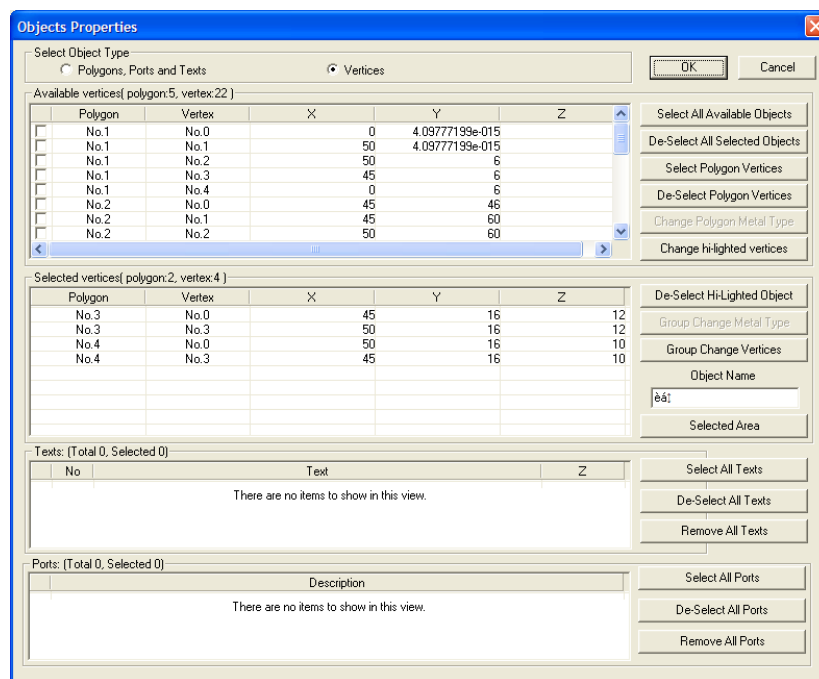 Objects Properties
Select Object Type
Polygons, Ports and Texts Vertices
OK Cancel
Available vertices( polygon:5, vertex:22 )
Polygon Vertex X Y Z
No.1 No.0 0 4.09777199e-015
No.1 No.1 50 4.09777199e-015
No.1 No.2 50 6
No.1 No.3 45 6
No.1 No.4 0 6
No.2 No.0 45 46
No.2 No.1 45 60
No.2 No.2 50 60
Select All Available Objects
De-Select All Selected Objects
Select Polygon Vertices
De-Select Polygon Vertices
Change Polygon Metal Type
Change hi-lighted vertices
Selected vertices( polygon:2, vertex:4 )
Polygon Vertex X Y Z
No.3 No.0 45 16 12
No.3 No.3 50 16 12
No.4 No.0 50 16 10
No.4 No.3 45 16 10
De-Select Hi-Lighted Object
Group Change Metal Type
Group Change Vertices
Object Name
èá‡
Selected Area
Texts: (Total 0, Selected 0)
No Text Z
There are no items to show in this view.
Select All Texts
De-Select All Texts
Remove All Texts
Ports: (Total 0, Selected 0)
Description
There are no items to show in this view.
Select All Ports
De-Select All Ports
Remove All Ports